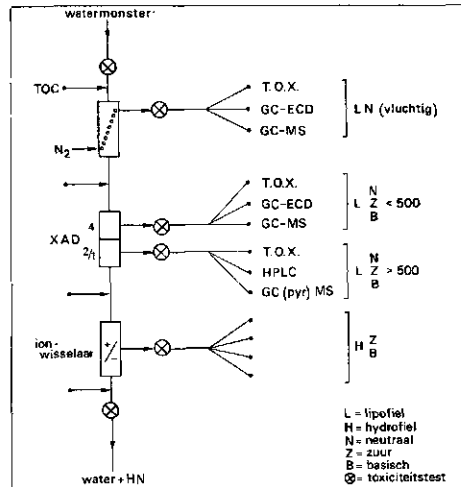 watermonster
TOC
T.O.X.
GC-ECD
GC-MS
L N (vluchtig)
N₂
T.O.X.
GC-ECD
GC-MS
N
L Z < 500
B
XAD
4
2/1
T.O.X.
HPLC
GC (pyr) MS
N
L Z > 500
B
ion-
wisselaar
+/-
H Z
B
L = lipofiel
H = hydrofiel
N = neutraal
Z = zuur
B = basisch
⊗ = toxiciteitstest
water + HN